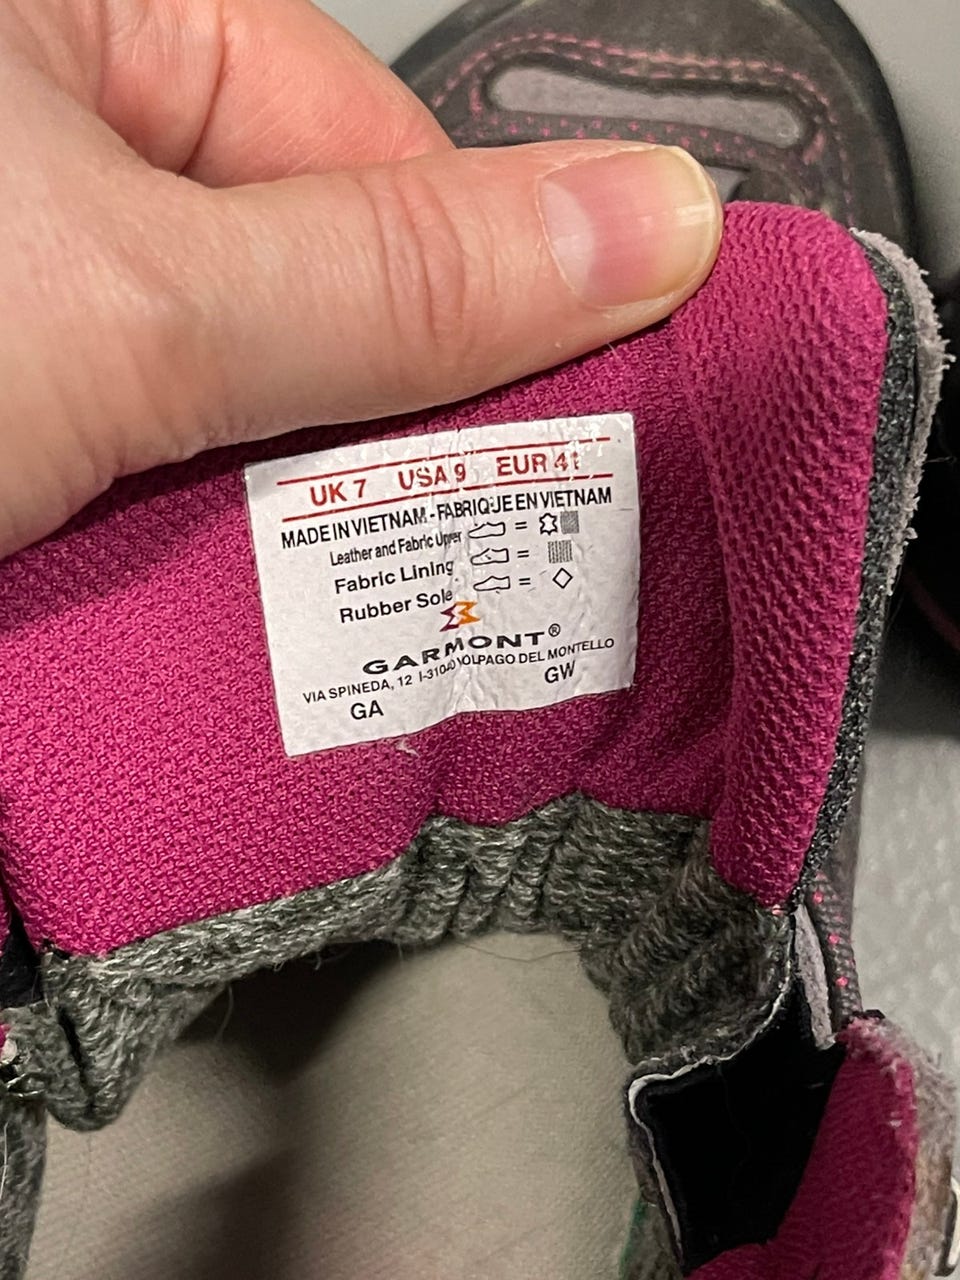 UK 7 USA 9 EUR 41
MADE IN VIETNAM - FABRIQUE EN VIETNAM
Leather and Fabric Upper =
Fabric Lining =
Rubber Sole =
GARMONT®
VIA SPINEDA, 12 I-31040 VOLPAGO DEL MONTELLO
GA GW